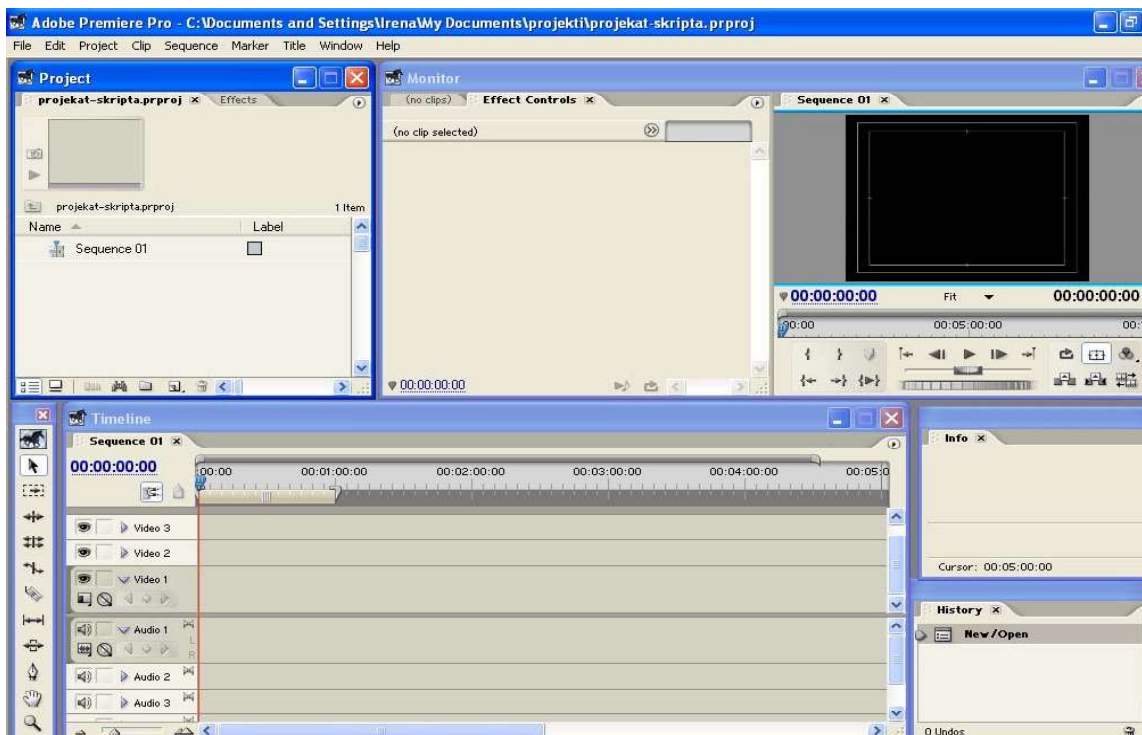 Adobe Premiere Pro - C:\Documents and Settings\Irena\My Documents\projekti\projekat-skripta.prproj
File Edit Project Clip Sequence Marker Title Window Help
Project
projekat-skripta.prproj Effects
projekat-skripta.prproj 1 Item
Name Label
Sequence 01
Monitor
(no clips) Effect Controls
(no clip selected)
00:00:00:00
Sequence 01
00:00:00:00 Fit 00:00:00:00
00:00 00:05:00:00 00:
Timeline
Sequence 01
00:00:00:00
:00:00 00:01:00:00 00:02:00:00 00:03:00:00 00:04:00:00 00:05:0
Video 3
Video 2
Video 1
Audio 1
L
R
Audio 2
Audio 3
Info
Cursor: 00:05:00:00
History
New/Open
0 Undos